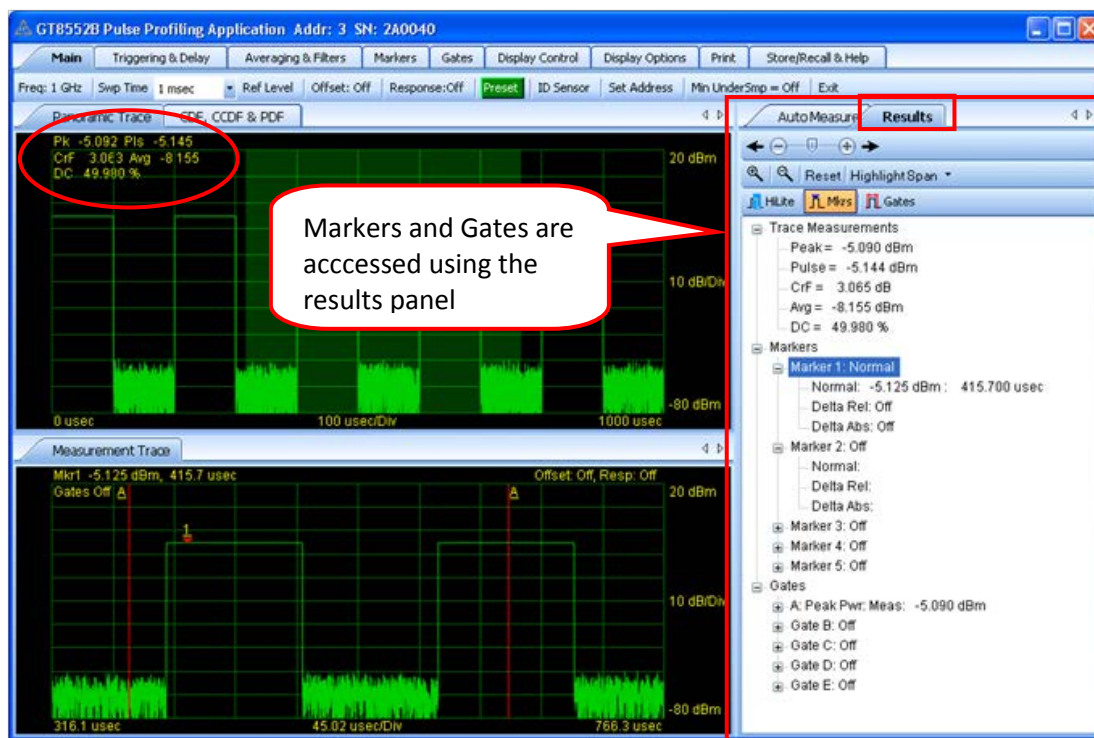 GT8552B Pulse Profiling Application Addr: 3 SN: 2A0040
Main Triggering & Delay Averaging & Filters Markers Gates Display Control Display Options Print Store/Recall & Help
Freq: 1 GHz Swp Time 1 msec Ref Level Offset: Off Response:Off Preset ID Sensor Set Address Min UnderSmp = Off Exit
Panoramic Trace CDF, CCDF & PDF
Pk -5.092 Pls -5.145
CrF 3.063 Avg -8.155
DC 49.980 %
20 dBm
10 dB/Div
-80 dBm
0 usec 100 usec/Div 1000 usec
Markers and Gates are
acccessed using the
results panel
Measurement Trace
Mkr1 -5.125 dBm, 415.7 usec Offset: Off, Resp: Off
Gates Off A A 20 dBm
1
10 dB/Div
-80 dBm
316.1 usec 45.02 usec/Div 766.3 usec
Auto Measure Results
Reset Highlight Span
HiLite Mkrs Gates
Trace Measurements
Peak = -5.090 dBm
Pulse = -5.144 dBm
CrF = 3.065 dB
Avg = -8.155 dBm
DC = 49.980 %
Markers
Marker 1: Normal
Normal: -5.125 dBm : 415.700 usec
Delta Rel: Off
Delta Abs: Off
Marker 2: Off
Normal:
Delta Rel:
Delta Abs:
Marker 3: Off
Marker 4: Off
Marker 5: Off
Gates
A: Peak Pwr: Meas: -5.090 dBm
Gate B: Off
Gate C: Off
Gate D: Off
Gate E: Off